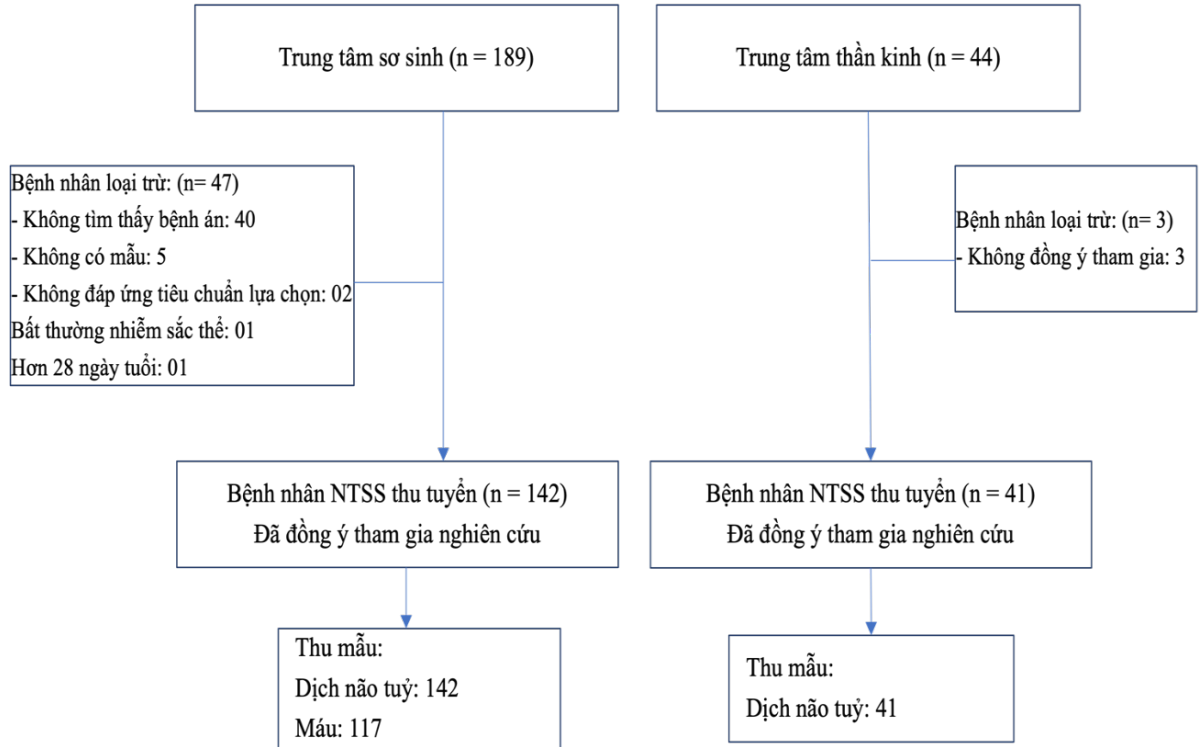 Trung tâm sơ sinh (n = 189)
Trung tâm thần kinh (n = 44)
Bệnh nhân loại trừ: (n= 47)
- Không tìm thấy bệnh án: 40
- Không có mẫu: 5
- Không đáp ứng tiêu chuẩn lựa chọn: 02
Bất thường nhiễm sắc thể: 01
Hơn 28 ngày tuổi: 01
Bệnh nhân loại trừ: (n= 3)
- Không đồng ý tham gia: 3
Bệnh nhân NTSS thu tuyển (n = 142)
Đã đồng ý tham gia nghiên cứu
Bệnh nhân NTSS thu tuyển (n = 41)
Đã đồng ý tham gia nghiên cứu
Thu mẫu:
Dịch não tuỷ: 142
Máu: 117
Thu mẫu:
Dịch não tuỷ: 41